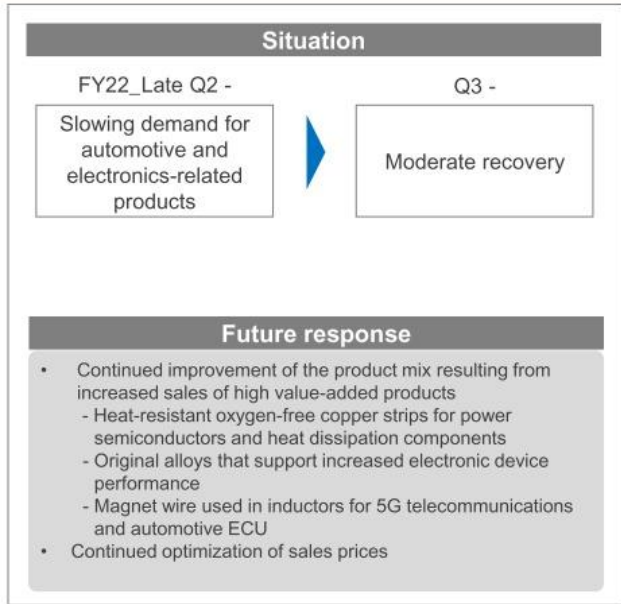 Situation
FY22_Late Q2 -
Slowing demand for
automotive and
electronics-related
products
Q3 -
Moderate recovery
Future response
• Continued improvement of the product mix resulting from
increased sales of high value-added products
- Heat-resistant oxygen-free copper strips for power
semiconductors and heat dissipation components
- Original alloys that support increased electronic device
performance
- Magnet wire used in inductors for 5G telecommunications
and automotive ECU
• Continued optimization of sales prices